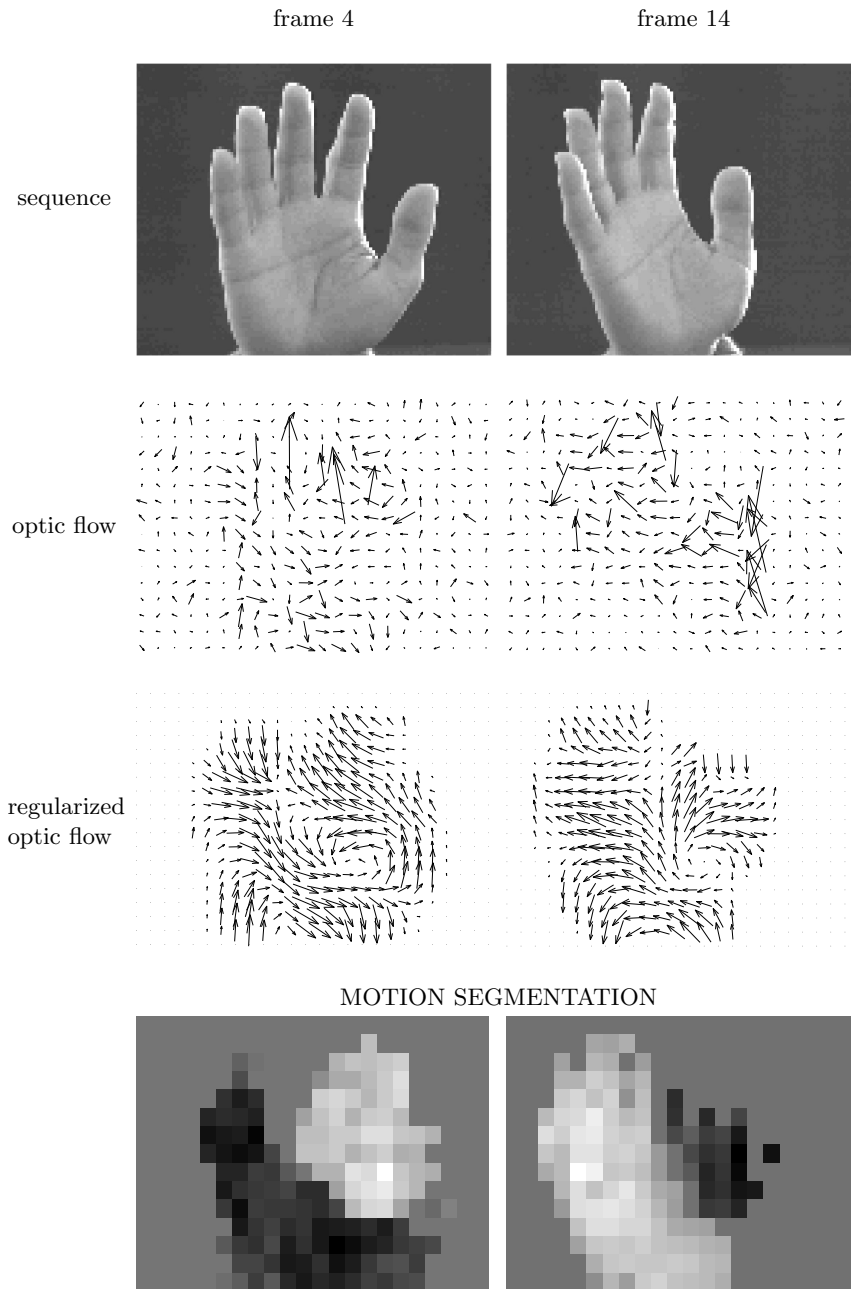 frame 4
frame 14
sequence
optic flow
regularized
optic flow
MOTION SEGMENTATION